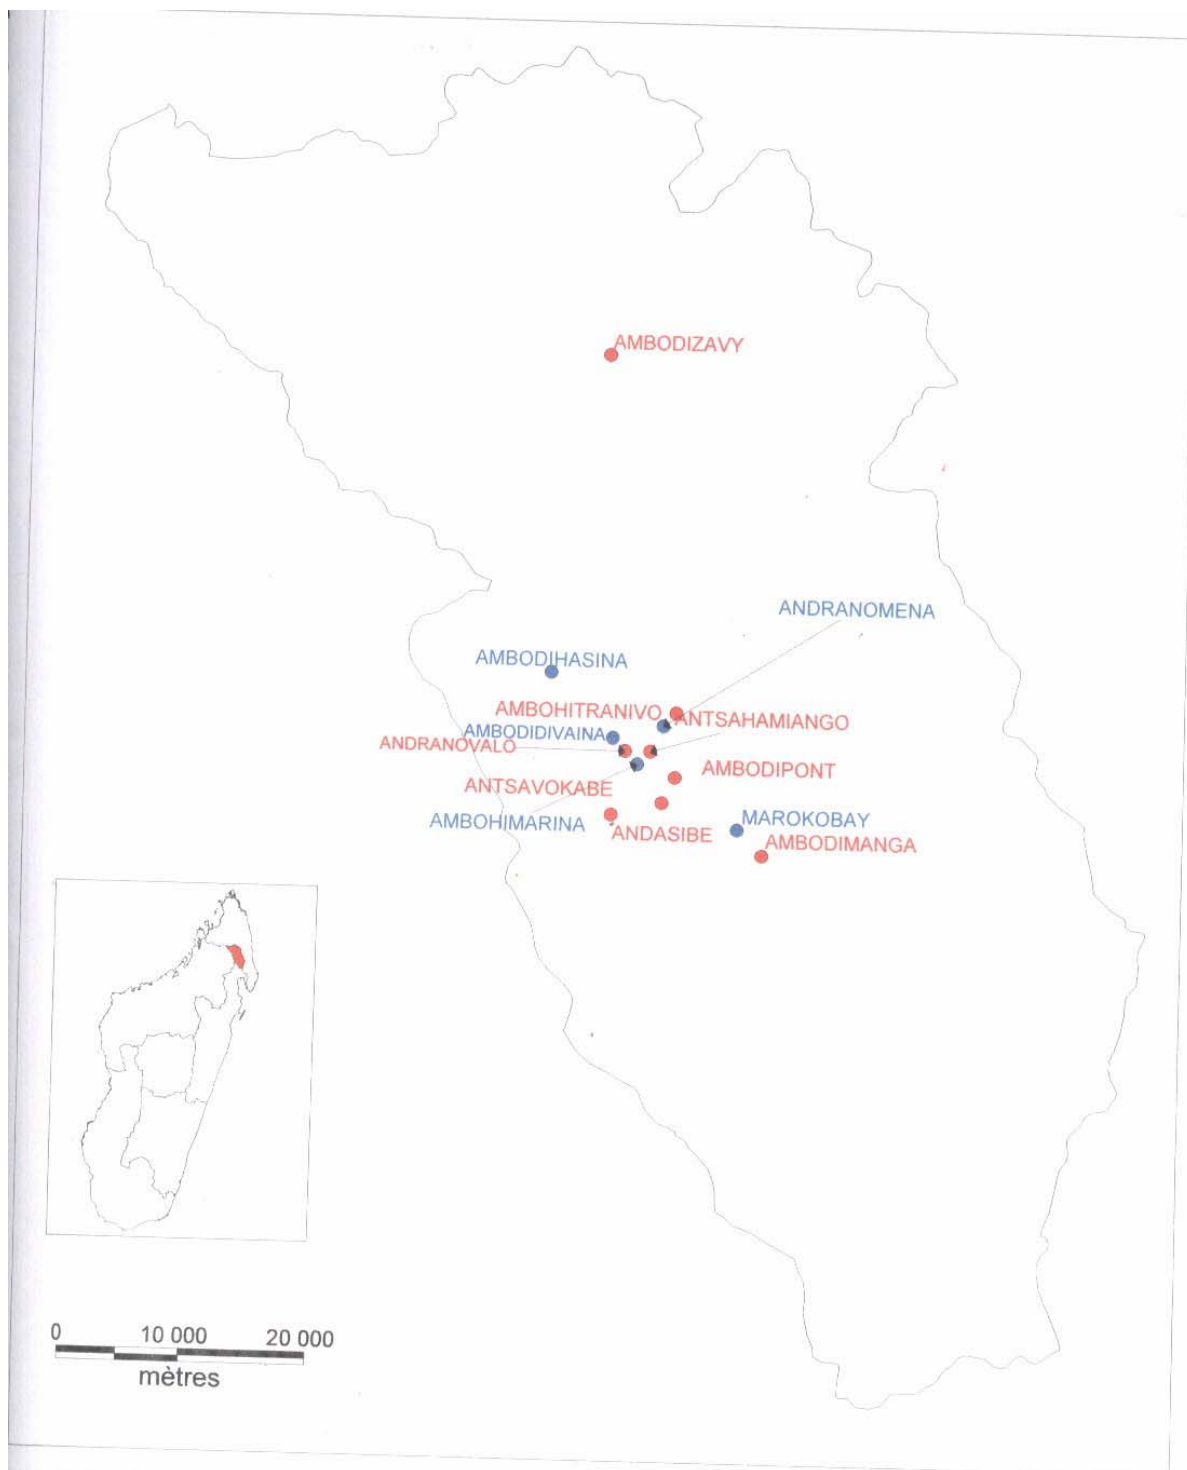 AMBODIZAVY
ANDRANOMENA
AMBODIHASINA
AMBOHITRANIVO
ANTSAHAMIANGO
AMBODIDIVAINA
ANDRANOVALO
AMBODIPONT
ANTSAVOKABE
AMBOHIMARINA
MAROKOBAY
ANDASIBE
AMBODIMANGA
0 10 000 20 000
mètres